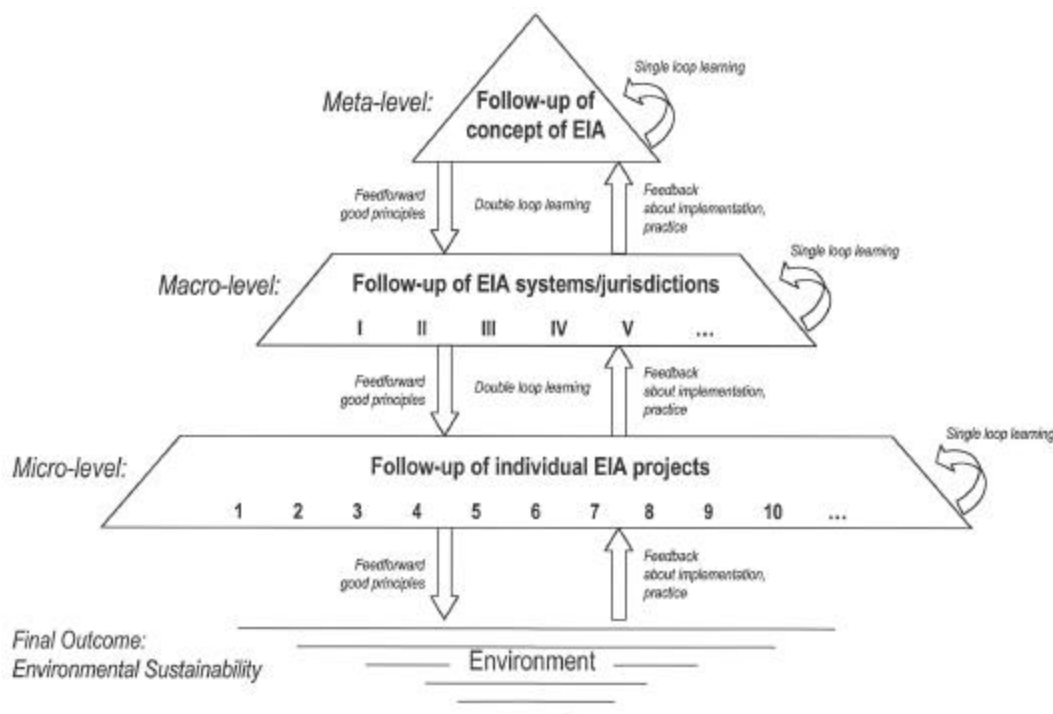 Single loop learning
Meta-level:
Follow-up of
concept of EIA
Feedforward
good principles
Double loop learning
Feedback
about implementation,
practice
Single loop learning
Macro-level:
Follow-up of EIA systems/jurisdictions
I II III IV V ...
Feedforward
good principles
Double loop learning
Feedback
about implementation,
practice
Single loop learning
Micro-level:
Follow-up of individual EIA projects
1 2 3 4 5 6 7 8 9 10 ...
Feedforward
good principles
Feedback
about implementation,
practice
Final Outcome:
Environmental Sustainability
Environment